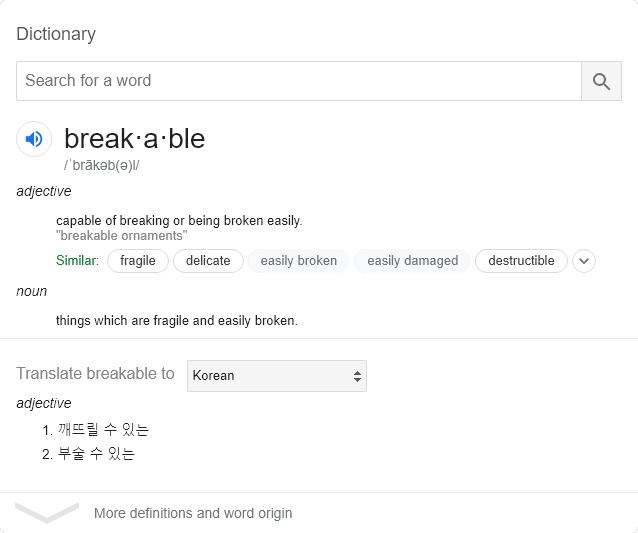 Dictionary
Search for a word
break·a·ble
/ˈbrākəb(ə)l/
adjective
capable of breaking or being broken easily.
"breakable ornaments"
Similar: fragile delicate easily broken easily damaged destructible
noun
things which are fragile and easily broken.
Translate breakable to Korean
adjective
1. 깨뜨릴 수 있는
2. 부술 수 있는
More definitions and word origin